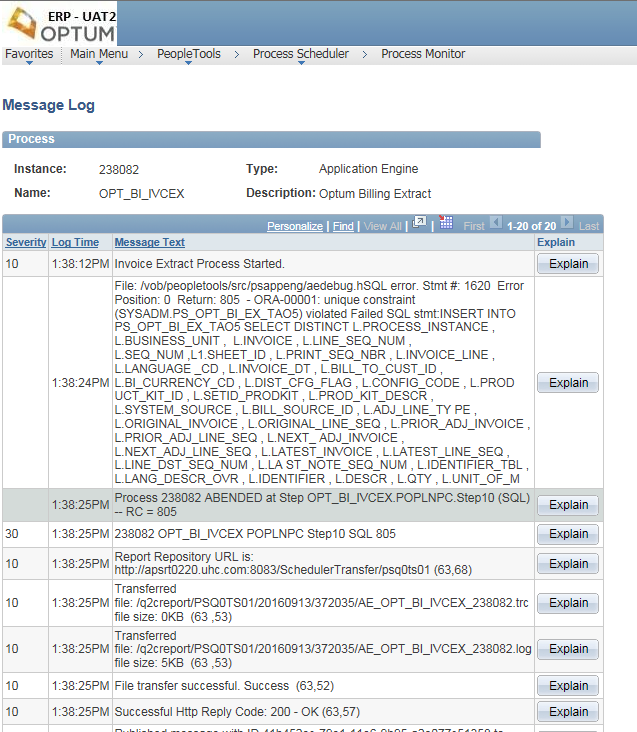 ERP - UAT2
OPTUM
Favorites Main Menu > PeopleTools > Process Scheduler > Process Monitor
Message Log
Process
Instance: 238082 Type: Application Engine
Name: OPT_BI_IVCEX Description: Optum Billing Extract
Personalize | Find | View All | | First 1-20 of 20 Last
Severity Log Time Message Text Explain
10 1:38:12PM Invoice Extract Process Started. Explain
File: /vob/peopletools/src/psappeng/aedebug.hSQL error. Stmt #: 1620 Error
Position: 0 Return: 805 - ORA-00001: unique constraint
(SYSADM.PS_OPT_BI_EX_TAO5) violated Failed SQL stmt:INSERT INTO
PS_OPT_BI_EX_TAO5 SELECT DISTINCT L.PROCESS_INSTANCE ,
L.BUSINESS_UNIT , L.INVOICE , L.LINE_SEQ_NUM ,
L.SEQ_NUM ,L1.SHEET_ID , L.PRINT_SEQ_NBR , L.INVOICE_LINE ,
L.LANGUAGE _CD , L.INVOICE_DT , L.BILL_TO_CUST_ID ,
L.BI_CURRENCY_CD , L.DIST_CFG_FLAG , L.CONFIG_CODE , L.PROD
1:38:24PM UCT_KIT_ID , L.SETID_PRODKIT , L.PROD_KIT_DESCR , Explain
L.SYSTEM_SOURCE , L.BILL_SOURCE_ID , L.ADJ_LINE_TY PE ,
L.ORIGINAL_INVOICE , L.ORIGINAL_LINE_SEQ , L.PRIOR_ADJ_INVOICE ,
L.PRIOR_ADJ_LINE_SEQ , L.NEXT_ ADJ_INVOICE ,
L.NEXT_ADJ_LINE_SEQ , L.LATEST_INVOICE , L.LATEST_LINE_SEQ ,
L.LINE_DST_SEQ_NUM , L.LA ST_NOTE_SEQ_NUM , L.IDENTIFIER_TBL ,
L.LANG_DESCR_OVR , L.IDENTIFIER , L.DESCR , L.QTY , L.UNIT_OF_M
1:38:25PM Process 238082 ABENDED at Step OPT_BI_IVCEX.POPLNPC.Step10 (SQL) Explain
-- RC = 805
30 1:38:25PM 238082 OPT_BI_IVCEX POPLNPC Step10 SQL 805 Explain
10 1:38:25PM Report Repository URL is: Explain
http://apsrt0220.uhc.com:8083/SchedulerTransfer/psq0ts01 (63,68)
Transferred
10 1:38:25PM file: /q2creport/PSQ0TS01/20160913/372035/AE_OPT_BI_IVCEX_238082.trc Explain
file size: 0KB (63 ,53)
Transferred
10 1:38:25PM file: /q2creport/PSQ0TS01/20160913/372035/AE_OPT_BI_IVCEX_238082.log Explain
file size: 5KB (63 ,53)
10 1:38:25PM File transfer successful. Success (63,52) Explain
10 1:38:25PM Successful Http Reply Code: 200 - OK (63,57) Explain